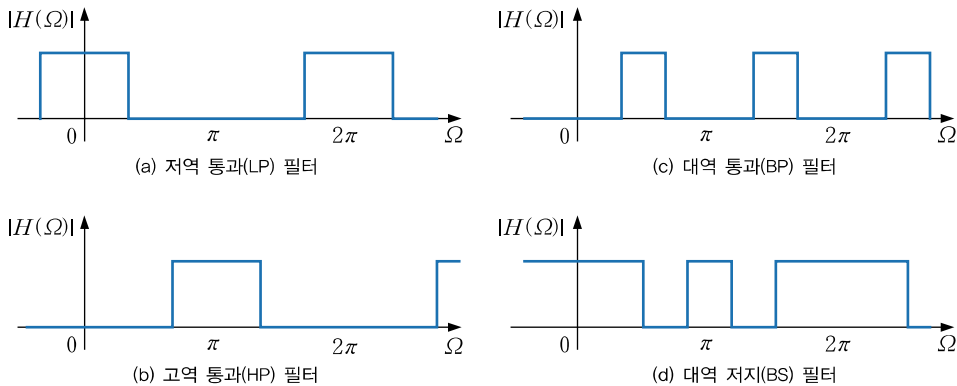 |H(Ω)|
0 π 2π Ω
(a) 저역 통과(LP) 필터
|H(Ω)|
0 π 2π Ω
(c) 대역 통과(BP) 필터
|H(Ω)|
0 π 2π Ω
(b) 고역 통과(HP) 필터
|H(Ω)|
0 π 2π Ω
(d) 대역 저지(BS) 필터